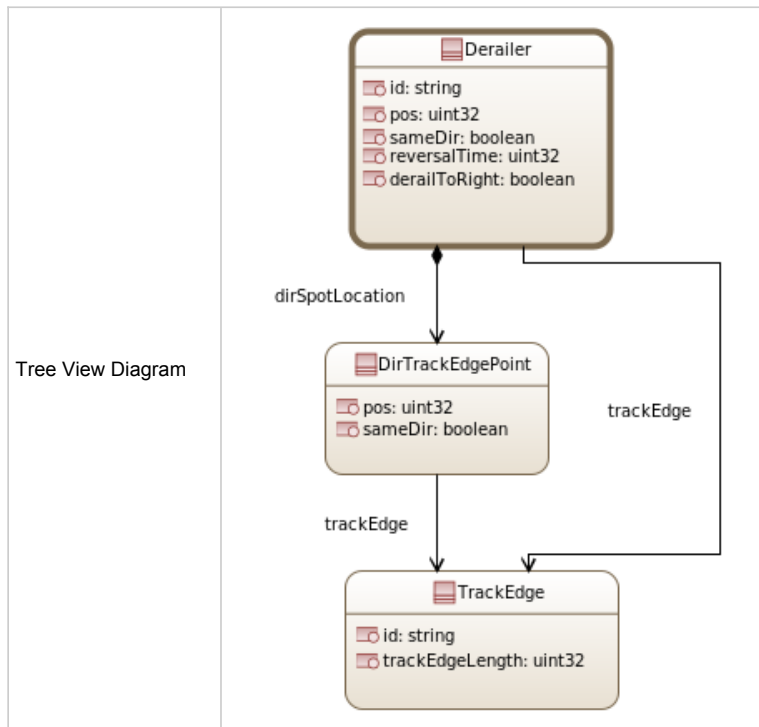 Tree View Diagram
Derailer
id: string
pos: uint32
sameDir: boolean
reversalTime: uint32
derailToRight: boolean
dirSpotLocation
DirTrackEdgePoint
pos: uint32
sameDir: boolean
trackEdge
trackEdge
TrackEdge
id: string
trackEdgeLength: uint32